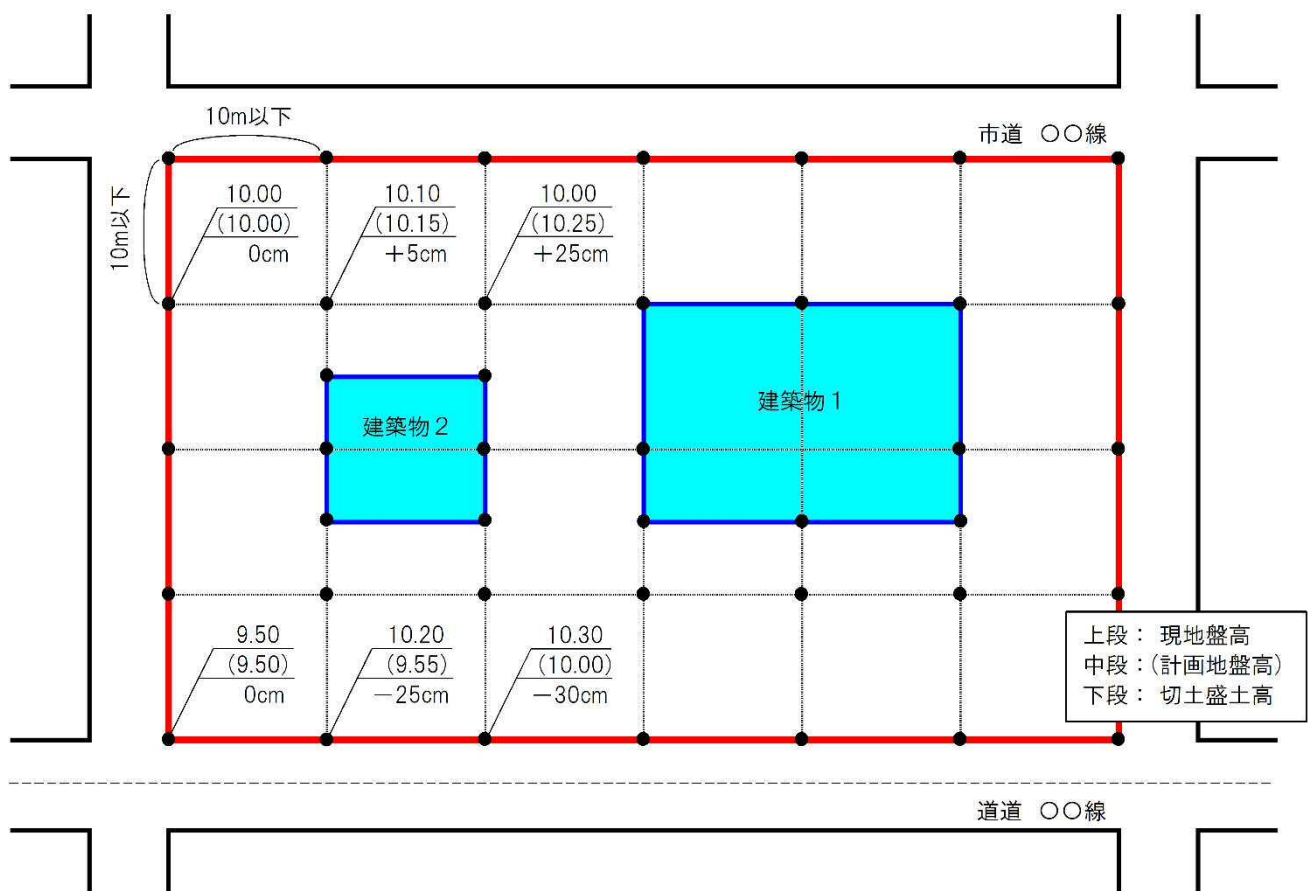 10m以下
市道 ○○線
10m以下
10.00
(10.00)
0cm
10.10
(10.15)
+5cm
10.00
(10.25)
+25cm
建築物1
建築物2
9.50
(9.50)
0cm
10.20
(9.55)
-25cm
10.30
(10.00)
-30cm
上段: 現地盤高
中段:(計画地盤高)
下段: 切土盛土高
道道 ○○線